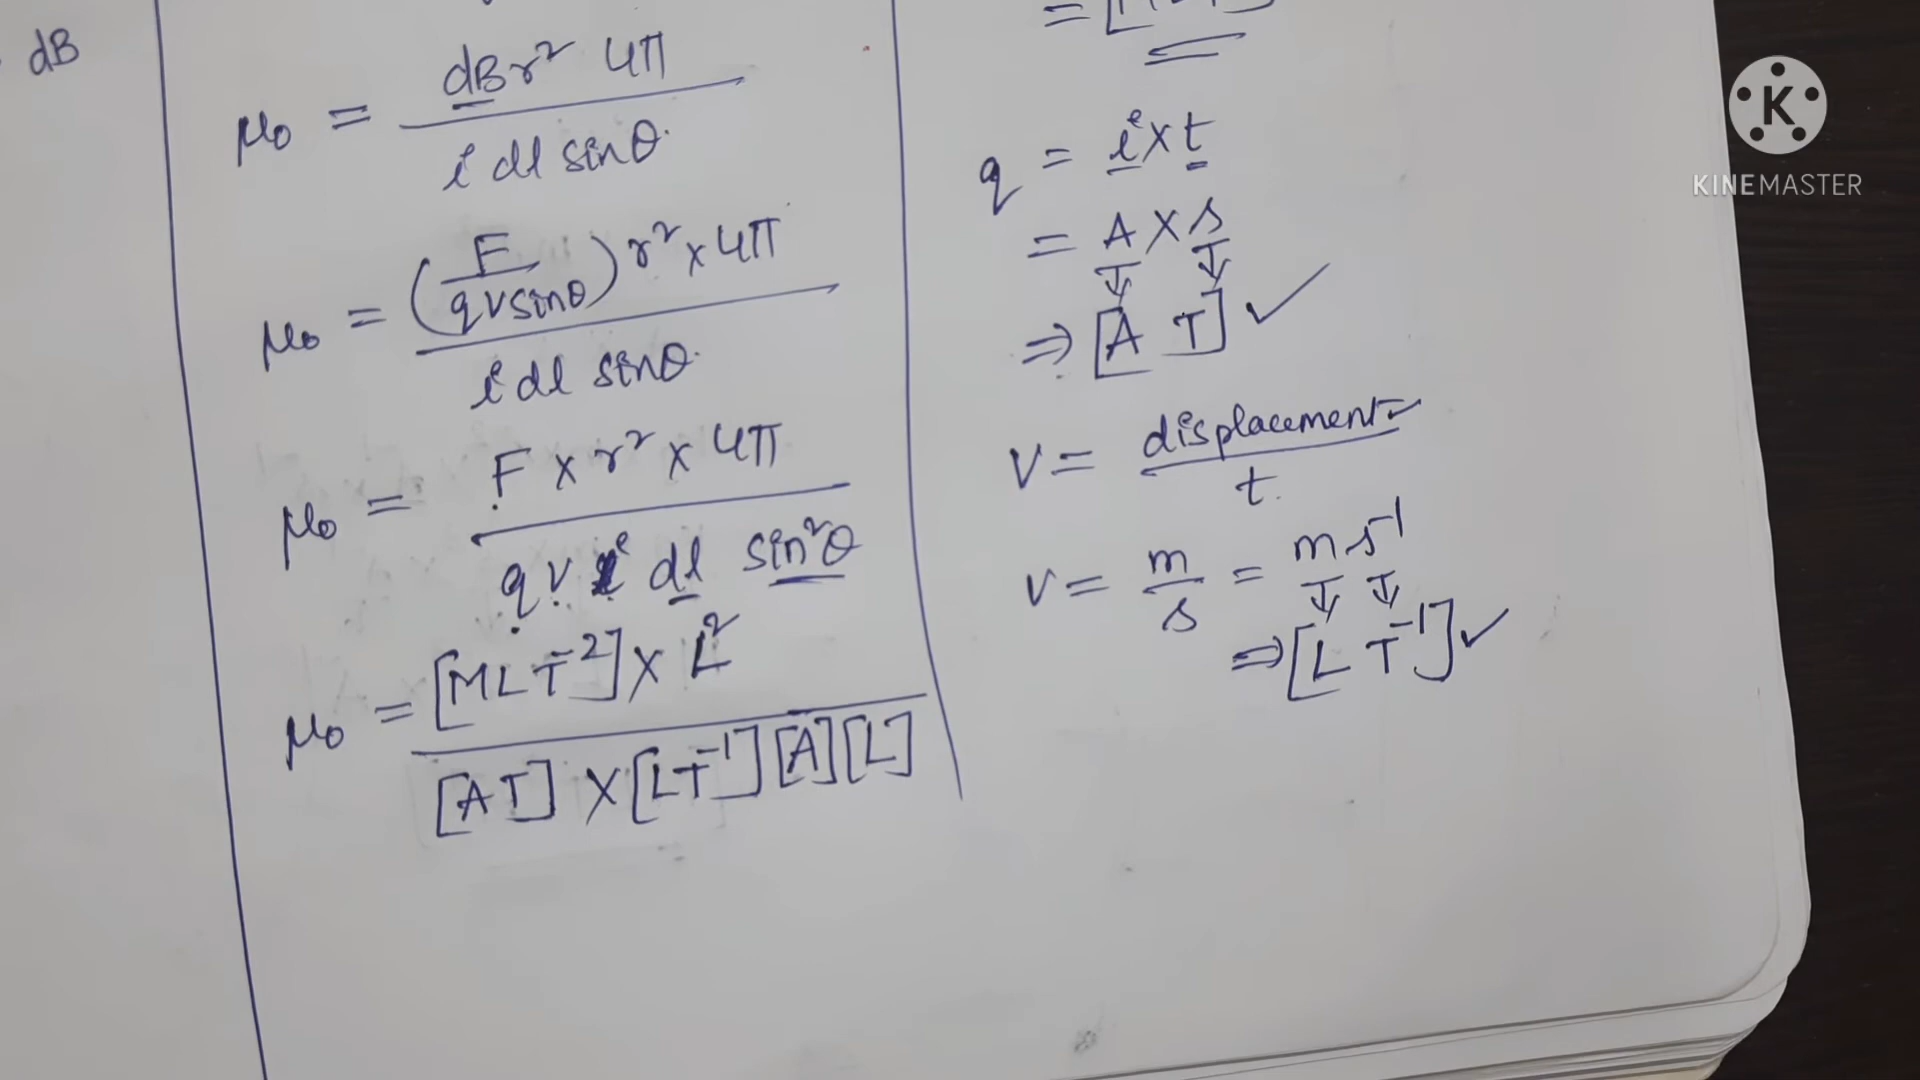 dB
μ₀ = dB r² 4π / i dl sinθ
μ₀ = (F / qv sinθ) r² × 4π / i dl sinθ
μ₀ = F × r² × 4π / q v i dl sin²θ
μ₀ = [MLT⁻²] × L² / [AT] × [LT⁻¹] [A] [L]
q = i × t
= A × s
⇒ [A T] ✓
V = displacement / t
V = m / s = m s⁻¹
⇒ [L T⁻¹] ✓
K
KINEMASTER